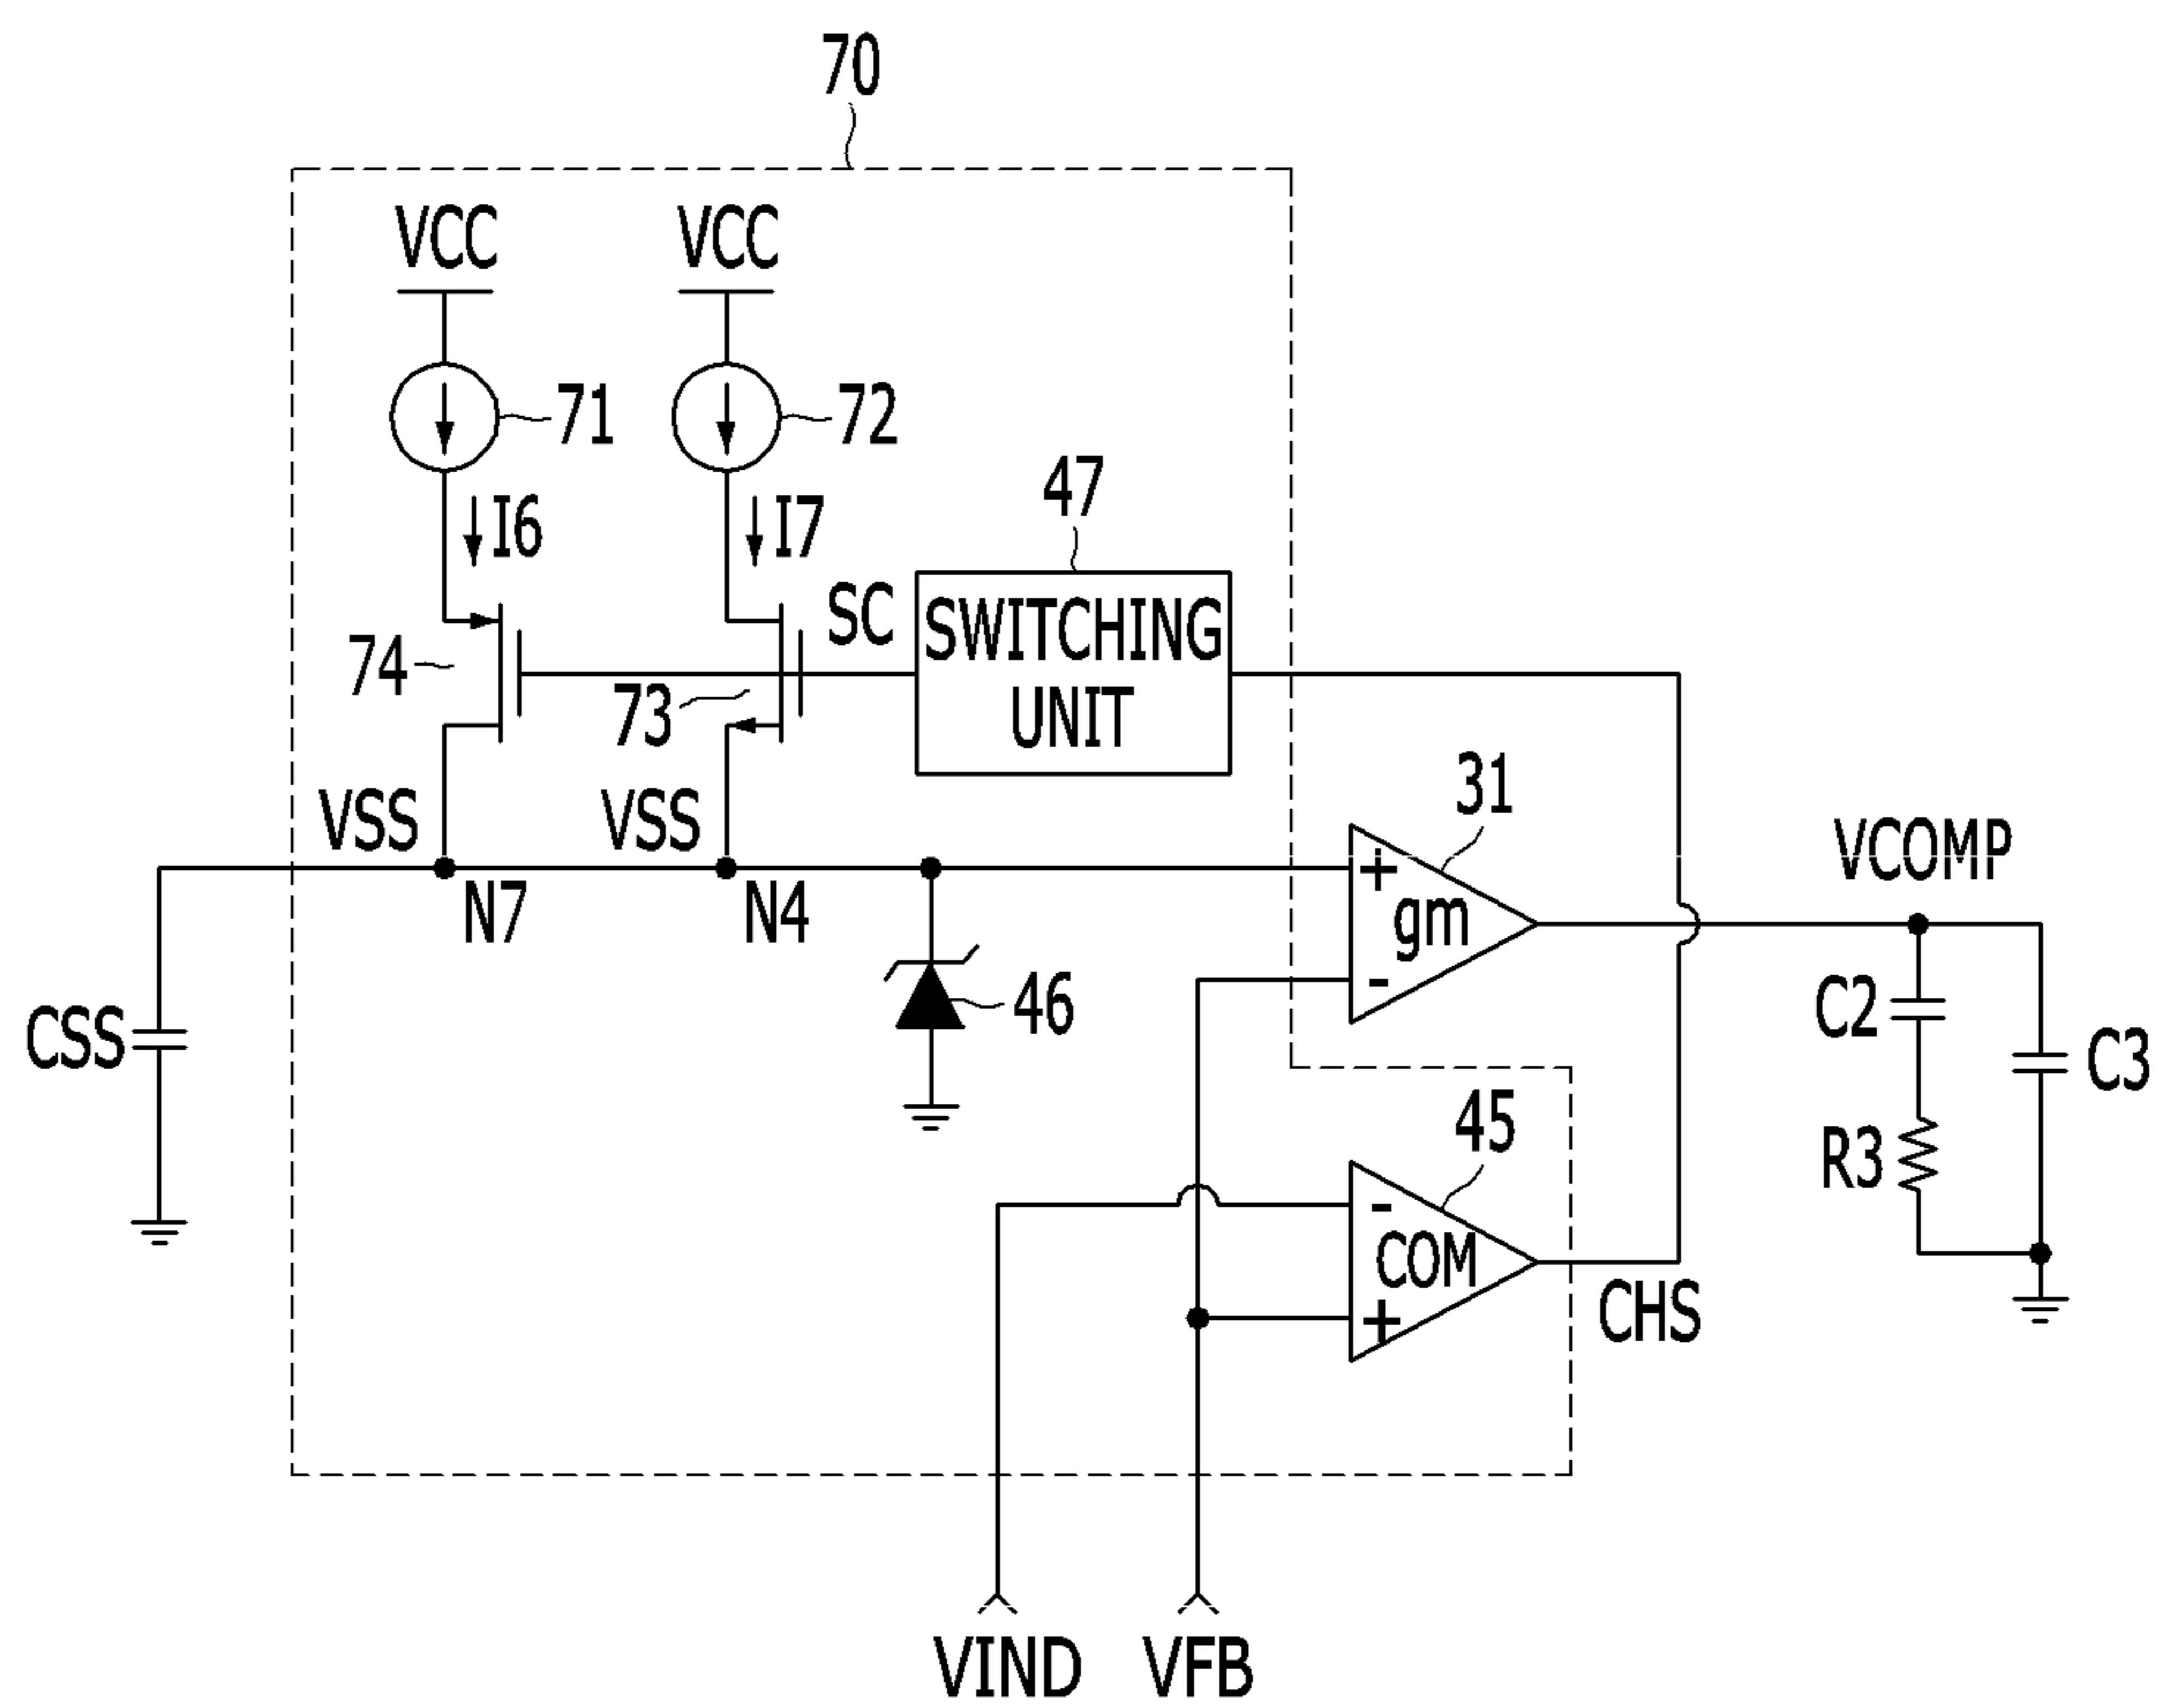 70
VCC
VCC
71
72
I6
I7
47
SC
SWITCHING
UNIT
74
73
31
VSS
VSS
VCOMP
+
gm
-
N7
N4
46
CSS
C2
C3
45
R3
-
COM
+
CHS
VIND
VFB